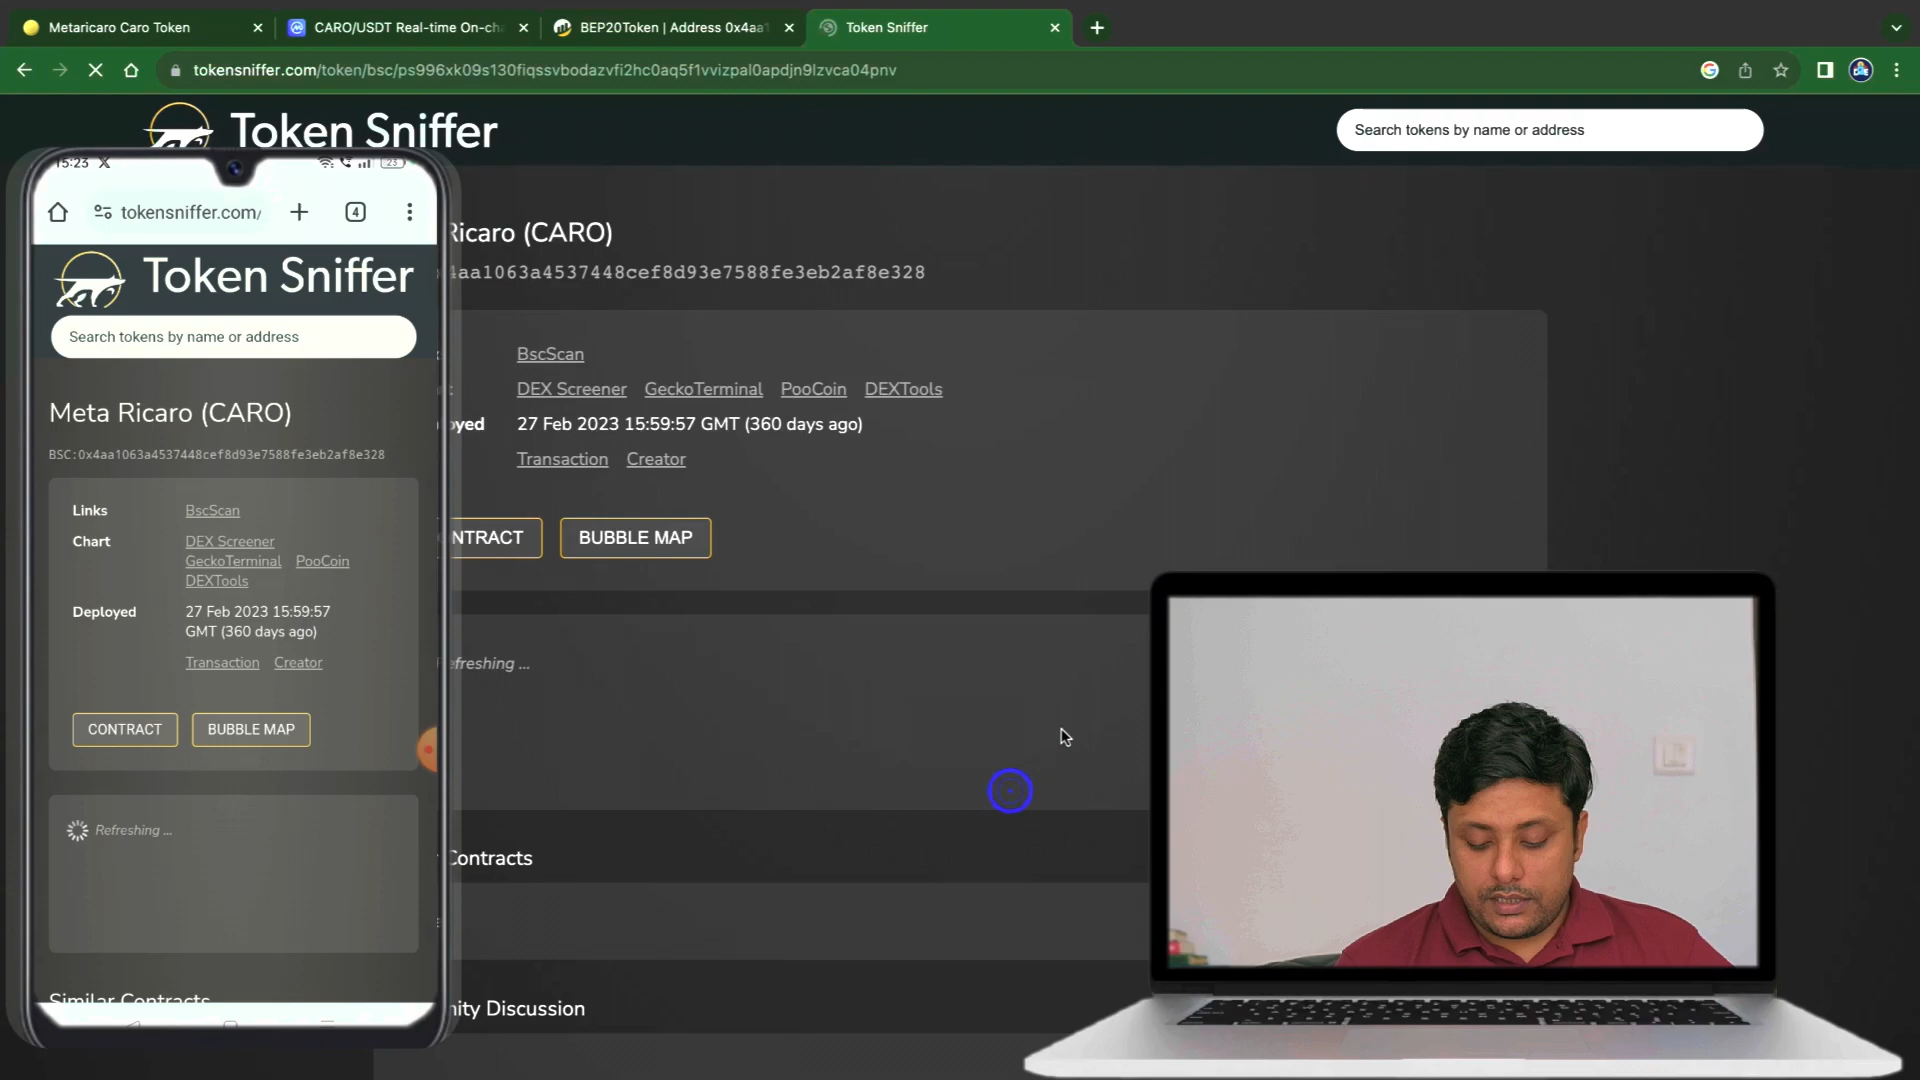 Metaricaro Caro Token
CARO/USDT Real-time On-cha
BEP20Token | Address 0x4aa1
Token Sniffer
tokensniffer.com/token/bsc/ps996xk09s130fiqssvbodazvfi2hc0aq5f1vvizpal0apdjn9lzvca04pnv
Token Sniffer
Search tokens by name or address
15:23
23
tokensniffer.com/
4
Token Sniffer
Search tokens by name or address
Meta Ricaro (CARO)
BSC:0x4aa1063a4537448cef8d93e7588fe3eb2af8e328
Links
BscScan
Chart
DEX Screener
GeckoTerminal PooCoin
DEXTools
Deployed
27 Feb 2023 15:59:57
GMT (360 days ago)
Transaction Creator
CONTRACT
BUBBLE MAP
Refreshing ...
Similar Contracts
Ricaro (CARO)
4aa1063a4537448cef8d93e7588fe3eb2af8e328
BscScan
DEX Screener GeckoTerminal PooCoin DEXTools
oyed
27 Feb 2023 15:59:57 GMT (360 days ago)
Transaction Creator
NTRACT
BUBBLE MAP
efreshing ...
Contracts
nity Discussion